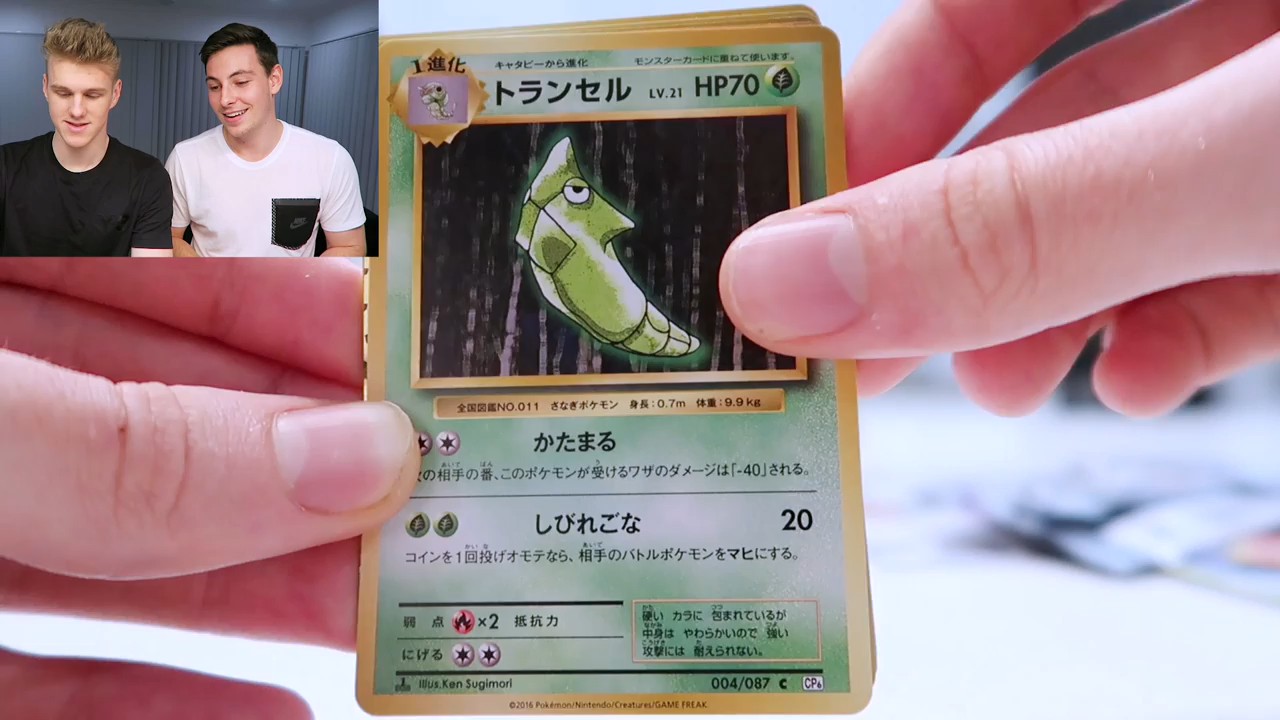 1進化
キャタピーから進化
モンスターカードに重ねて使います。
トランセル LV.21 HP70
全国図鑑NO.011 さなぎポケモン 身長:0.7m 体重:9.9kg
かたまる
の相手の番、このポケモンが受けるワザのダメージは「-40」される。
しびれごな 20
コインを1回投げオモテなら、相手のバトルポケモンをマヒにする。
弱点 ×2 抵抗力
にげる
硬い カラに 包まれているが
中身は やわらかいので 強い
攻撃には 耐えられない。
Illus.Ken Sugimori
004/087 C CP6
©2016 Pokémon/Nintendo/Creatures/GAME FREAK